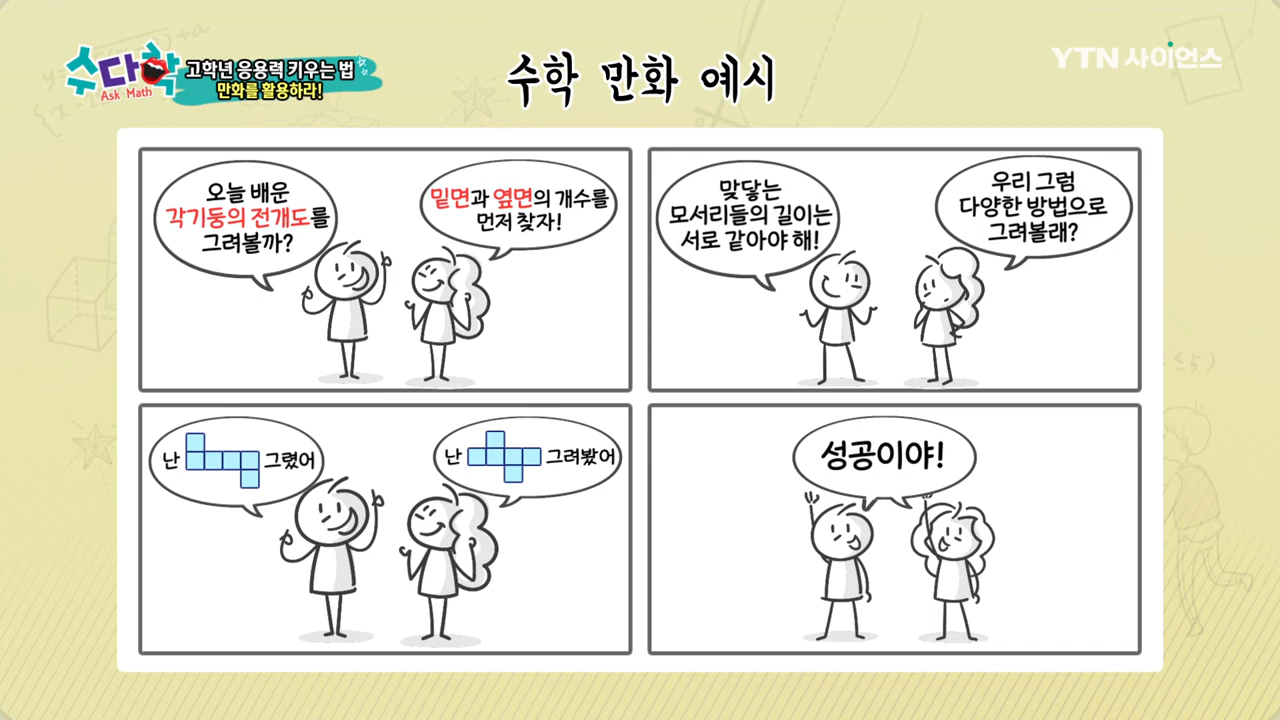 수다학
Ask Math
고학년 응용력 키우는 법
만화를 활용하라!
수학 만화 예시
YTN 사이언스
오늘 배운
각기둥의 전개도를
그려볼까?
밑면과 옆면의 개수를
먼저 찾자!
맞닿는
모서리들의 길이는
서로 같아야 해!
우리 그럼
다양한 방법으로
그려볼래?
난 그렸어
난 그려봤어
성공이야!